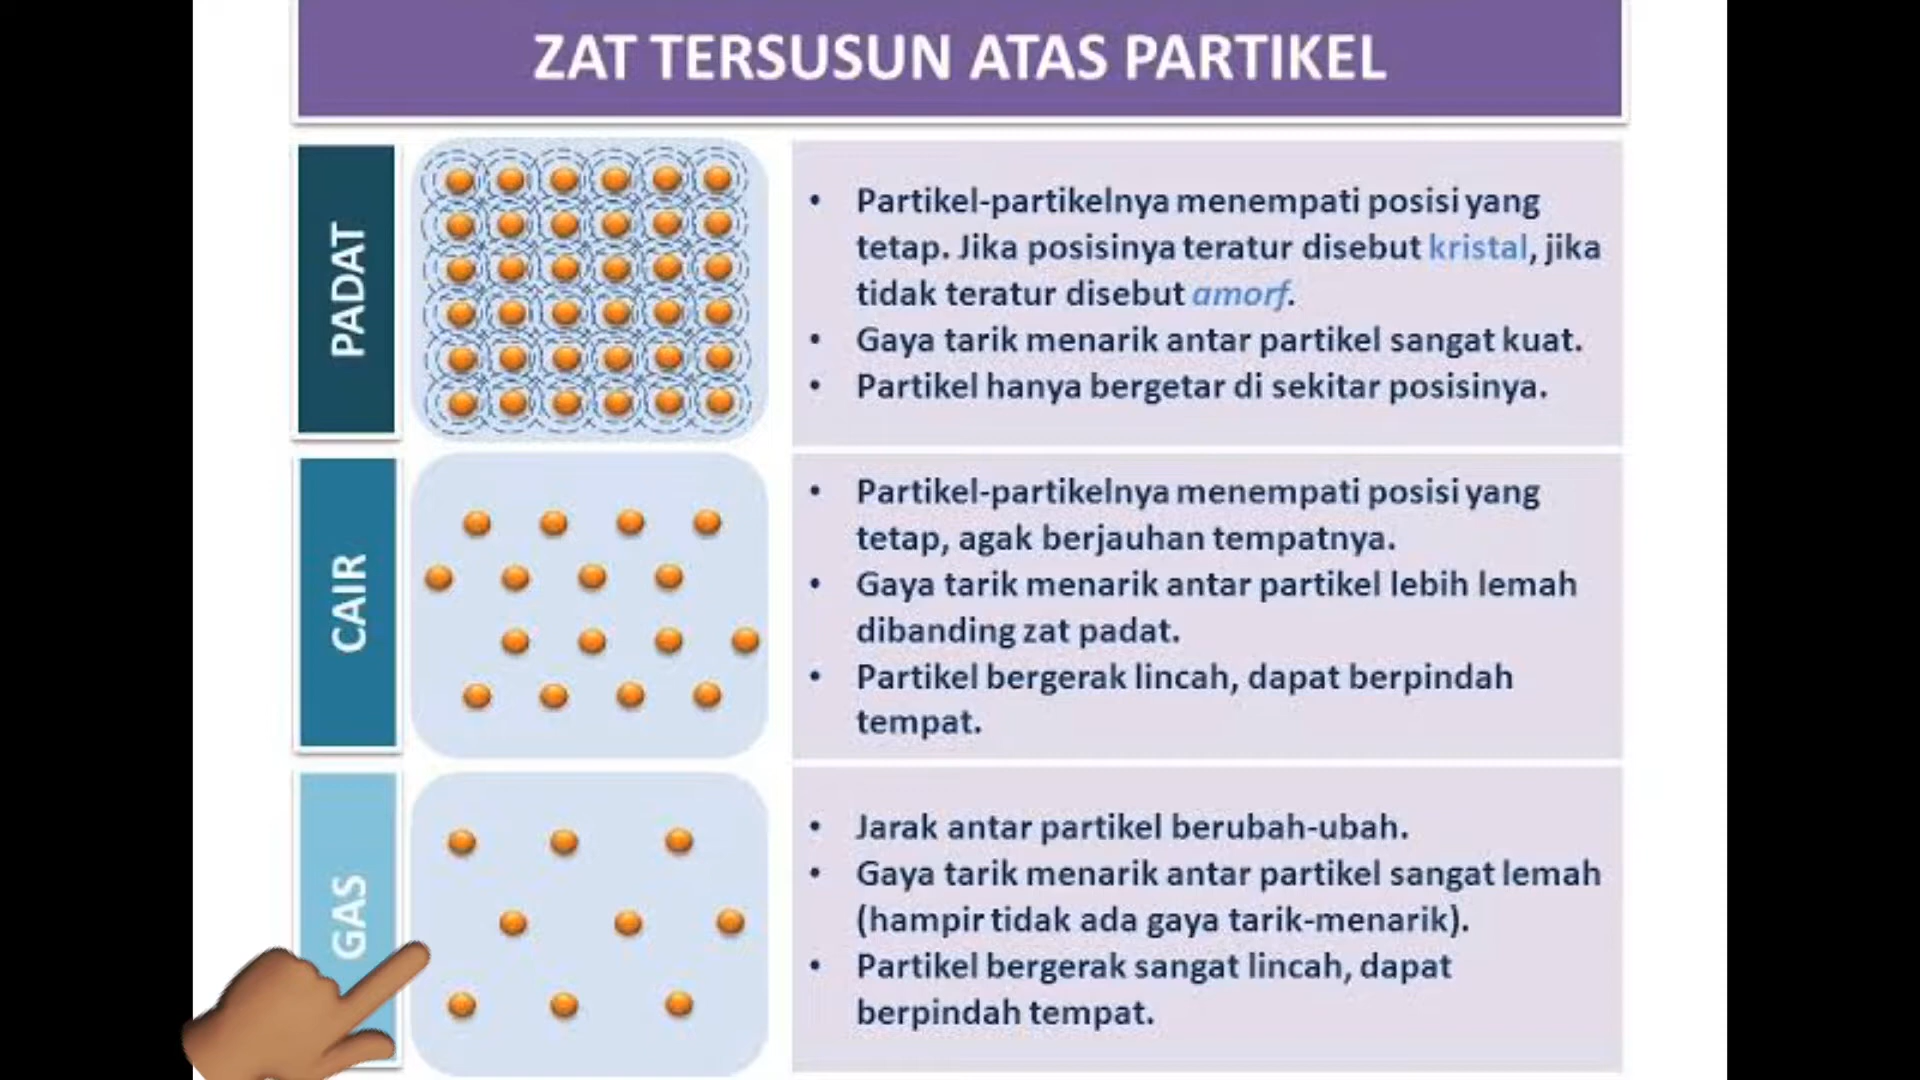 ZAT TERSUSUN ATAS PARTIKEL
PADAT
• Partikel-partikelnya menempati posisi yang
tetap. Jika posisinya teratur disebut kristal, jika
tidak teratur disebut amorf.
• Gaya tarik menarik antar partikel sangat kuat.
• Partikel hanya bergetar di sekitar posisinya.
CAIR
• Partikel-partikelnya menempati posisi yang
tetap, agak berjauhan tempatnya.
• Gaya tarik menarik antar partikel lebih lemah
dibanding zat padat.
• Partikel bergerak lincah, dapat berpindah
tempat.
GAS
• Jarak antar partikel berubah-ubah.
• Gaya tarik menarik antar partikel sangat lemah
(hampir tidak ada gaya tarik-menarik).
• Partikel bergerak sangat lincah, dapat
berpindah tempat.